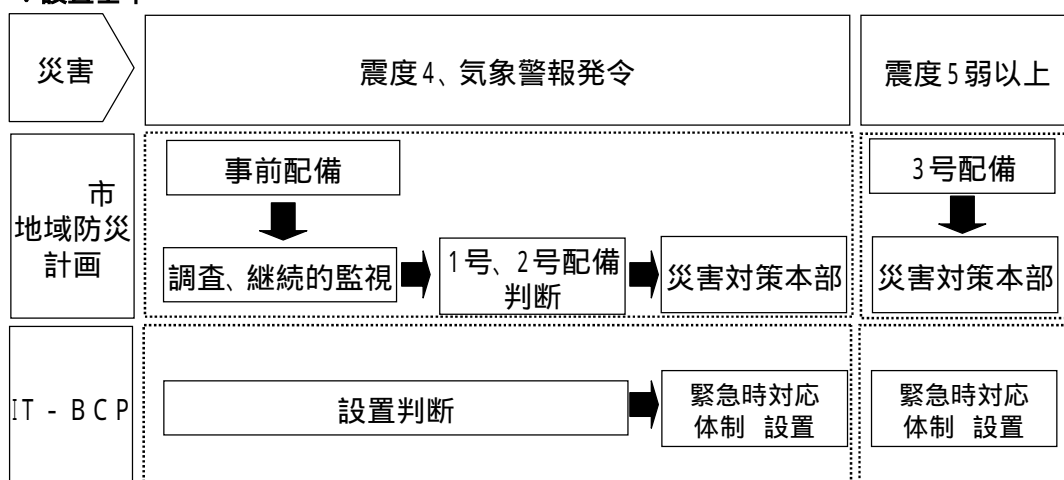 災害
震度4、気象警報発令
震度5弱以上
市
地域防災
計画
事前配備
調査、継続的監視
1号、2号配備
判断
災害対策本部
3号配備
災害対策本部
IT-BCP
設置判断
緊急時対応
体制 設置
緊急時対応
体制 設置